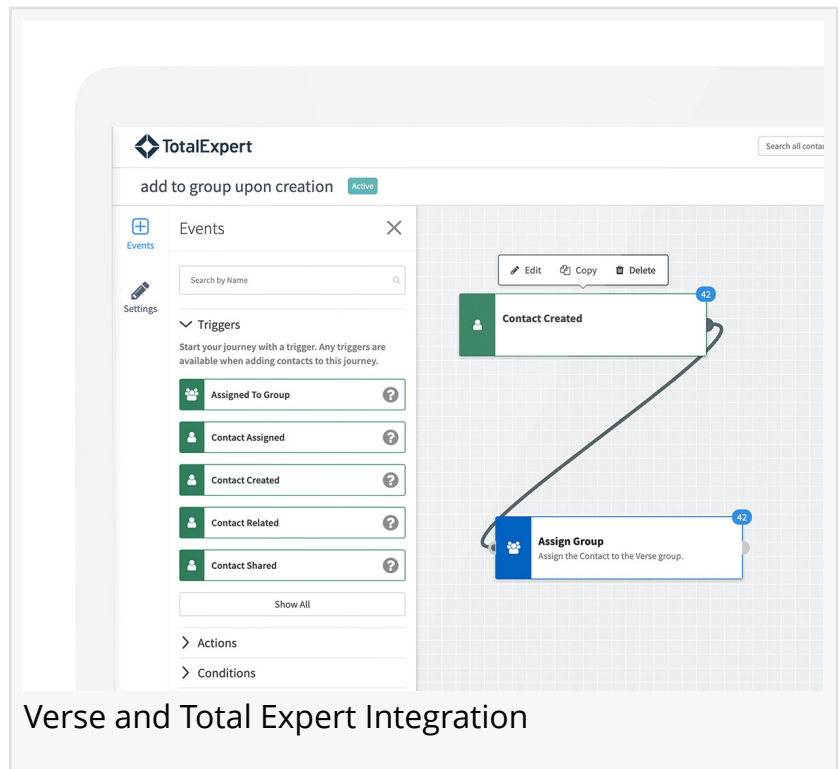 TotalExpert
Search all contac
add to group upon creation Active
Events
Settings
Events
Search by Name
Triggers
Start your journey with a trigger. Any triggers are
available when adding contacts to this journey.
Assigned To Group
Contact Assigned
Contact Created
Contact Related
Contact Shared
Show All
Actions
Conditions
Edit Copy Delete
42
Contact Created
42
Assign Group
Assign the Contact to the Verse group.
Verse and Total Expert Integration